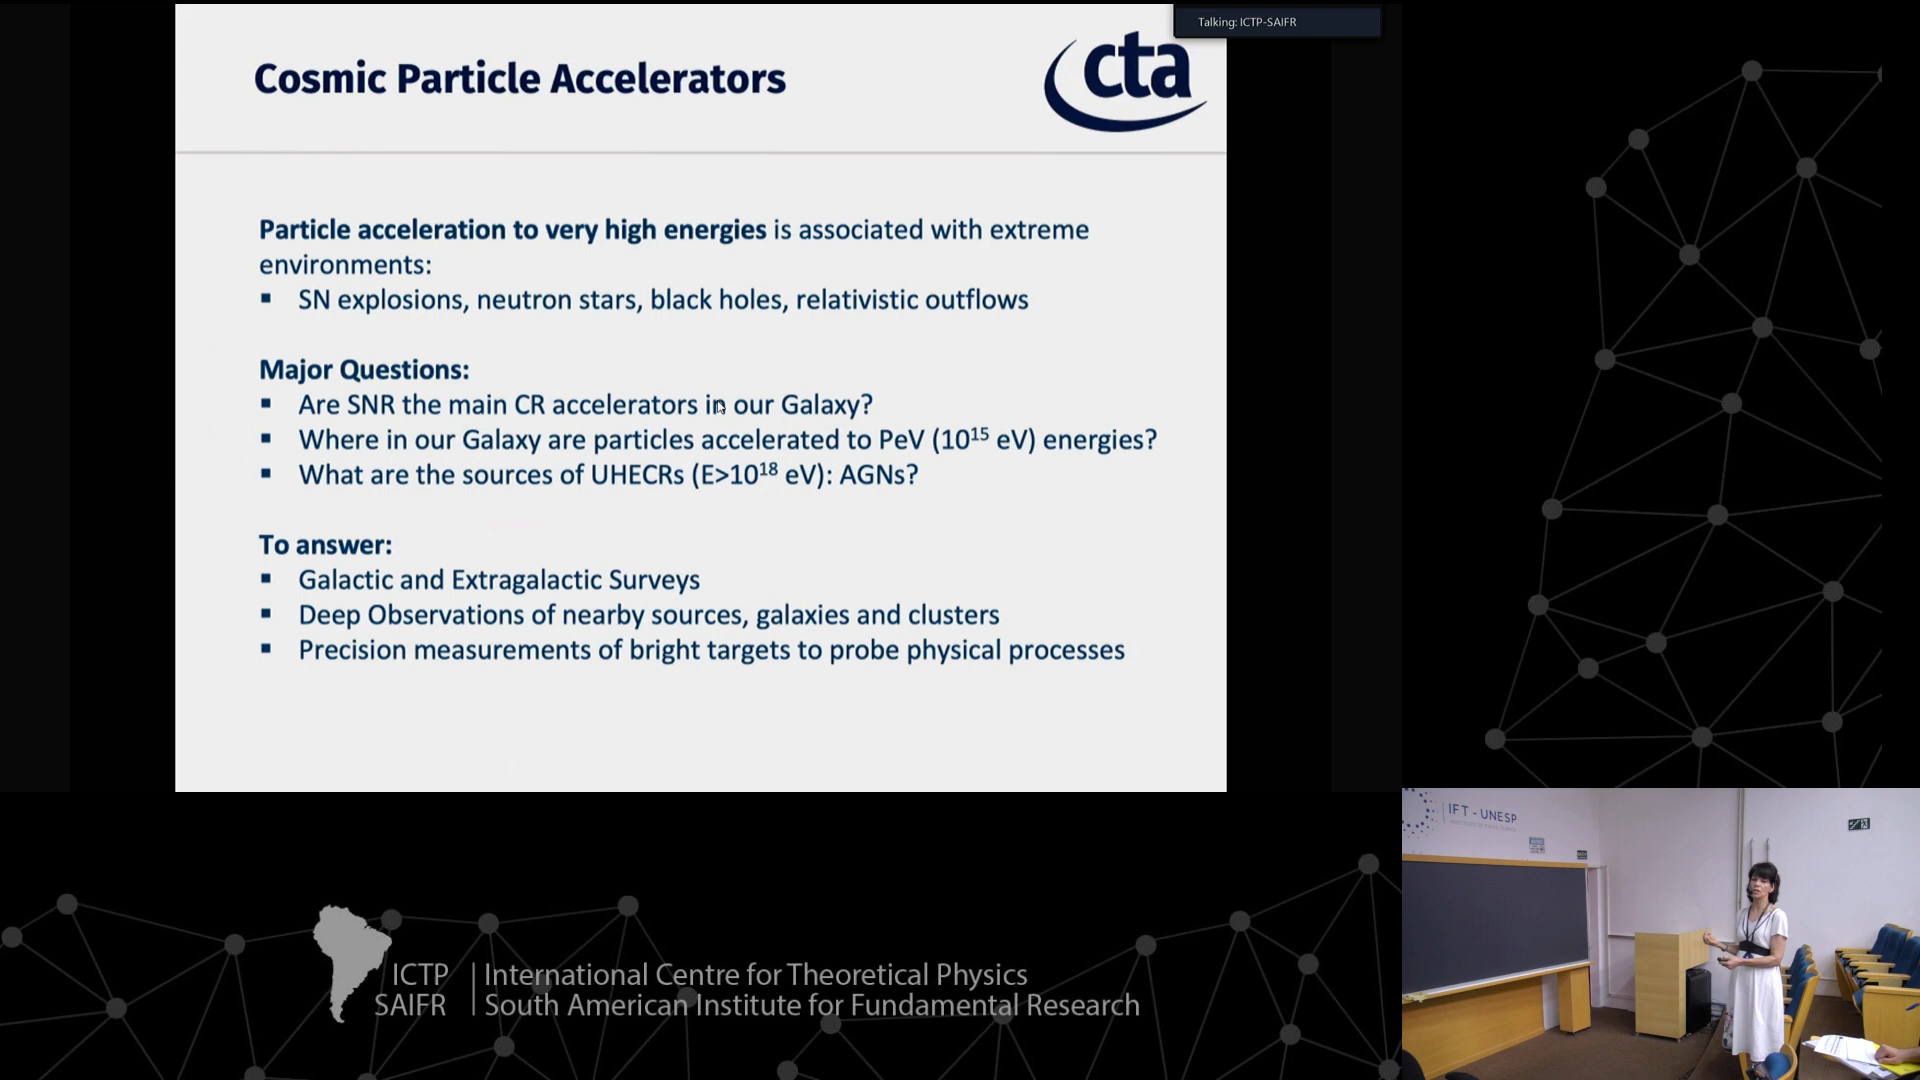 Talking: ICTP-SAIFR
Cosmic Particle Accelerators
cta
Particle acceleration to very high energies is associated with extreme
environments:
▪ SN explosions, neutron stars, black holes, relativistic outflows
Major Questions:
▪ Are SNR the main CR accelerators in our Galaxy?
▪ Where in our Galaxy are particles accelerated to PeV (10¹⁵ eV) energies?
▪ What are the sources of UHECRs (E>10¹⁸ eV): AGNs?
To answer:
▪ Galactic and Extragalactic Surveys
▪ Deep Observations of nearby sources, galaxies and clusters
▪ Precision measurements of bright targets to probe physical processes
IFT - UNESP
ICTP | International Centre for Theoretical Physics
SAIFR | South American Institute for Fundamental Research